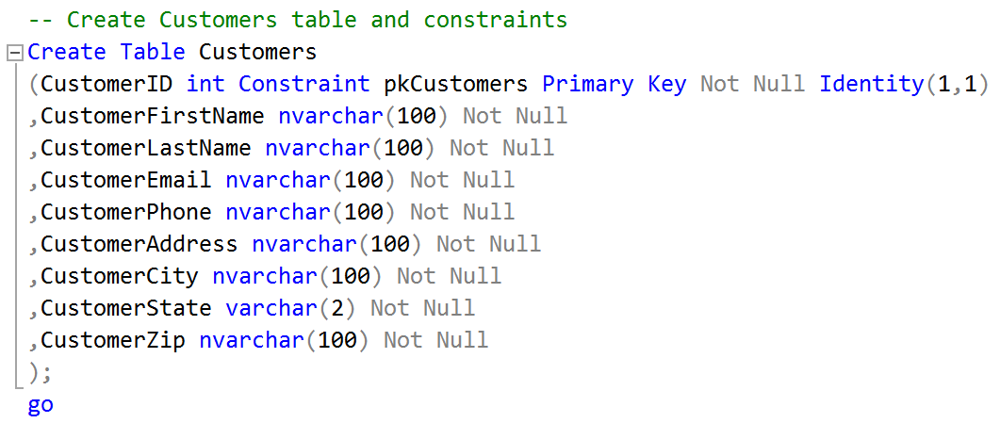 -- Create Customers table and constraints
Create Table Customers
(CustomerID int Constraint pkCustomers Primary Key Not Null Identity(1,1)
,CustomerFirstName nvarchar(100) Not Null
,CustomerLastName nvarchar(100) Not Null
,CustomerEmail nvarchar(100) Not Null
,CustomerPhone nvarchar(100) Not Null
,CustomerAddress nvarchar(100) Not Null
,CustomerCity nvarchar(100) Not Null
,CustomerState varchar(2) Not Null
,CustomerZip nvarchar(100) Not Null
);
go